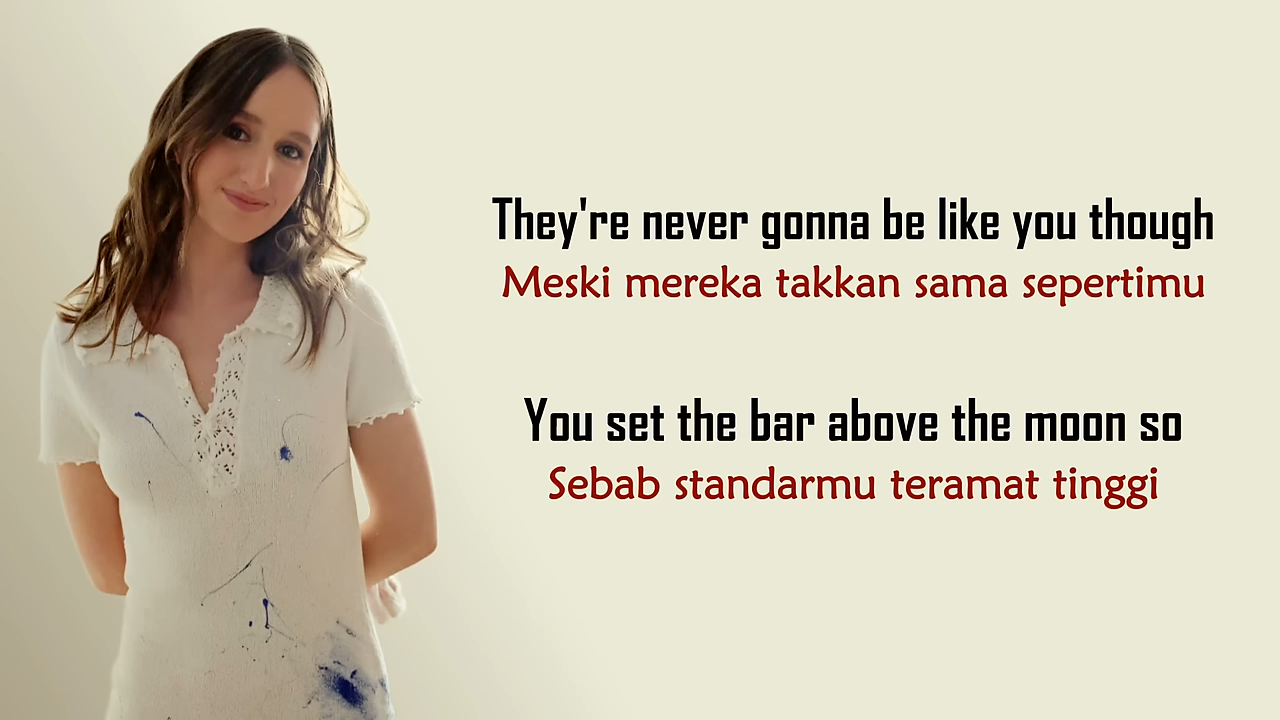 They're never gonna be like you though
Meski mereka takkan sama sepertimu
You set the bar above the moon so
Sebab standarmu teramat tinggi